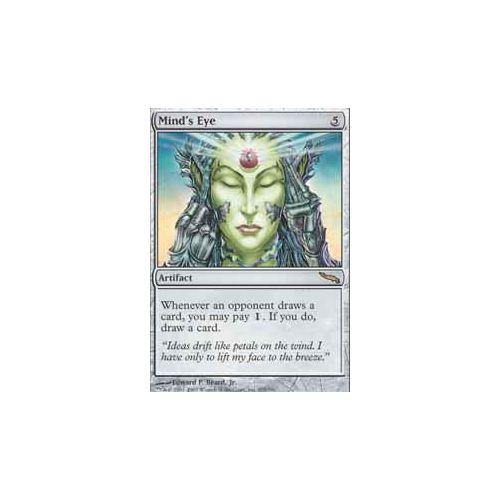 Mind's Eye 5
Artifact
Whenever an opponent draws a
card, you may pay 1. If you do,
draw a card.
"Ideas drift like petals on the wind. I
have only to lift my face to the breeze."
Edward P. Beard, Jr.